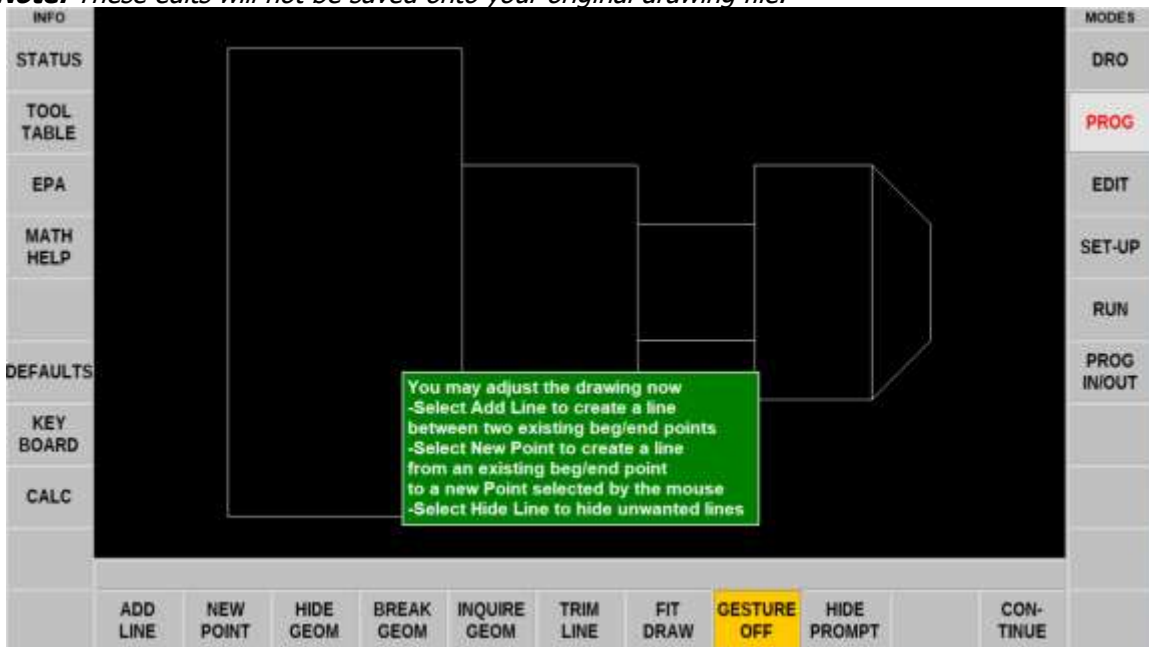 Note: These edits will not be saved onto your original drawing file.
INFO
MODES
STATUS
DRO
TOOL
TABLE
PROG
EPA
EDIT
MATH
HELP
SET-UP
RUN
DEFAULTS
PROG
IN/OUT
KEY
BOARD
CALC
You may adjust the drawing now
-Select Add Line to create a line
between two existing beg/end points
-Select New Point to create a line
from an existing beg/end point
to a new Point selected by the mouse
-Select Hide Line to hide unwanted lines
ADD
LINE
NEW
POINT
HIDE
GEOM
BREAK
GEOM
INQUIRE
GEOM
TRIM
LINE
FIT
DRAW
GESTURE
OFF
HIDE
PROMPT
CON-
TINUE